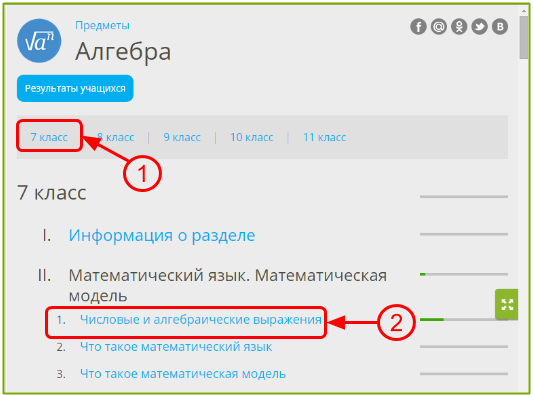 √aⁿ
Предметы
Алгебра
Результаты учащихся
7 класс | 8 класс | 9 класс | 10 класс | 11 класс
1
7 класс
I. Информация о разделе
II. Математический язык. Математическая
модель
1. Числовые и алгебраические выражения
2
2. Что такое математический язык
3. Что такое математическая модель